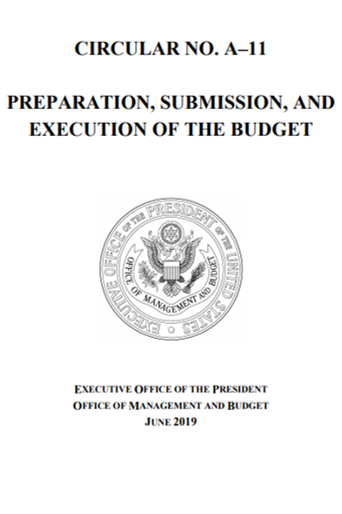 CIRCULAR NO. A–11
PREPARATION, SUBMISSION, AND
EXECUTION OF THE BUDGET
EXECUTIVE OFFICE OF THE PRESIDENT OF THE UNITED STATES
OFFICE OF MANAGEMENT AND BUDGET
EXECUTIVE OFFICE OF THE PRESIDENT
OFFICE OF MANAGEMENT AND BUDGET
JUNE 2019